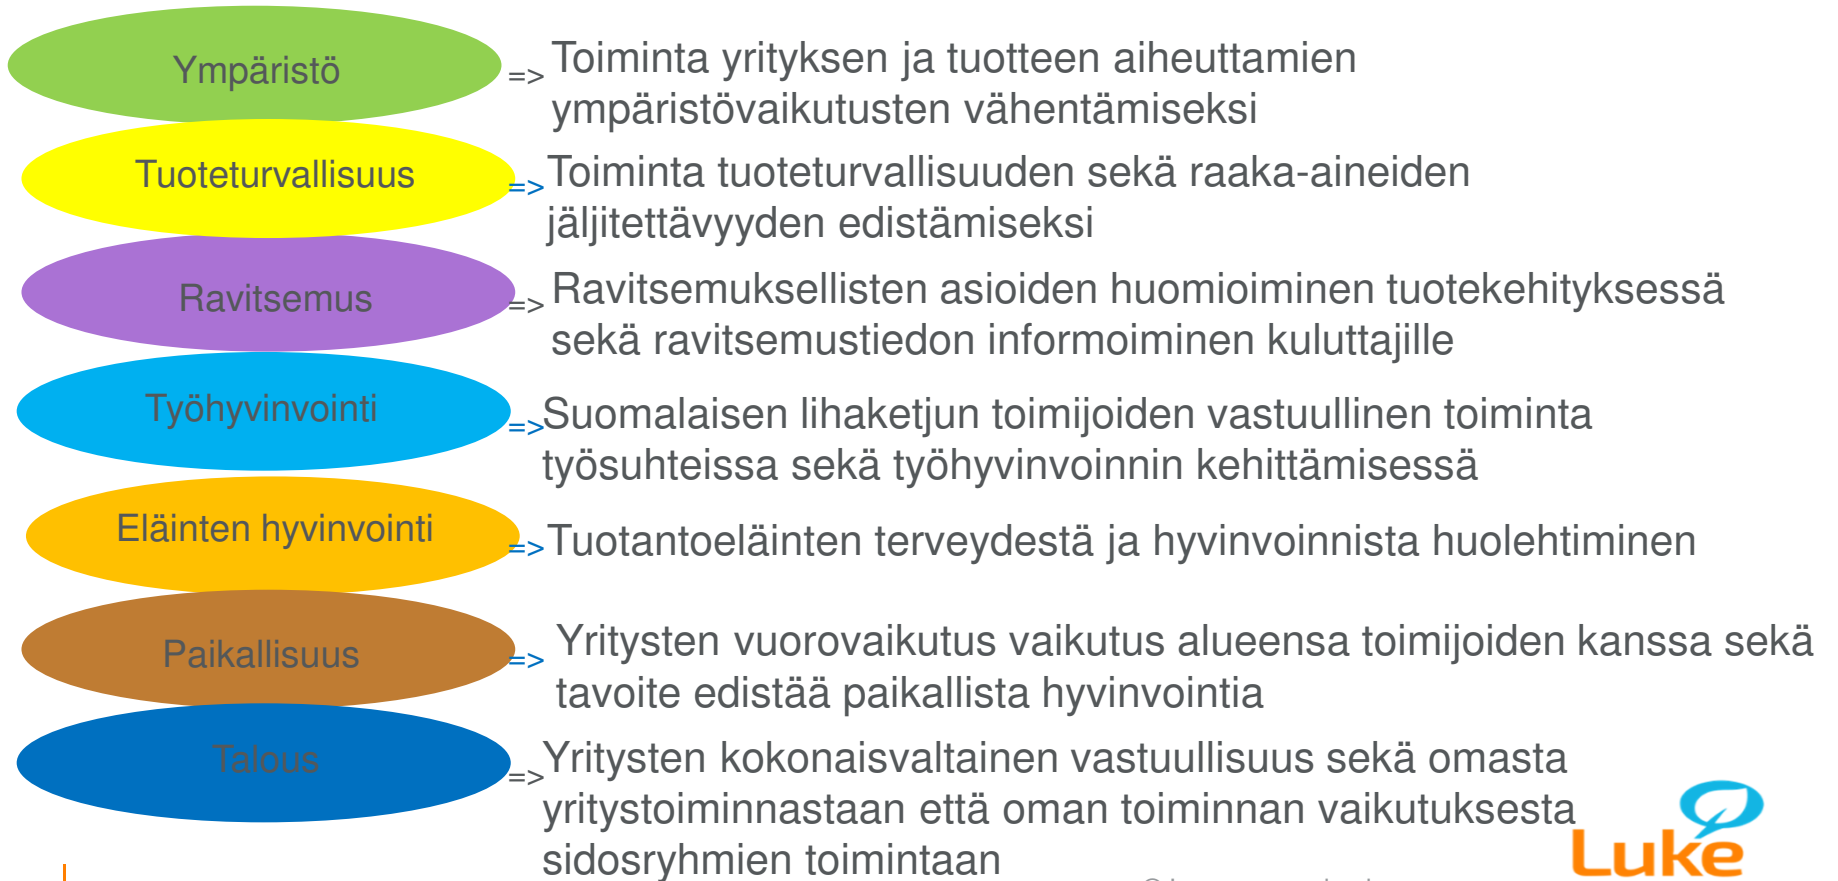 Ympäristö
=> Toiminta yrityksen ja tuotteen aiheuttamien
ympäristövaikutusten vähentämiseksi
Tuoteturvallisuus
=> Toiminta tuoteturvallisuuden sekä raaka-aineiden
jäljitettävyyden edistämiseksi
Ravitsemus
=> Ravitsemuksellisten asioiden huomioiminen tuotekehityksessä
sekä ravitsemustiedon informoiminen kuluttajille
Työhyvinvointi
=> Suomalaisen lihaketjun toimijoiden vastuullinen toiminta
työsuhteissa sekä työhyvinvoinnin kehittämisessä
Eläinten hyvinvointi
=> Tuotantoeläinten terveydestä ja hyvinvoinnista huolehtiminen
Paikallisuus
=> Yritysten vuorovaikutus vaikutus alueensa toimijoiden kanssa sekä
tavoite edistää paikallista hyvinvointia
Talous
=> Yritysten kokonaisvaltainen vastuullisuus sekä omasta
yritystoiminnastaan että oman toiminnan vaikutuksesta
sidosryhmien toimintaan
Luke